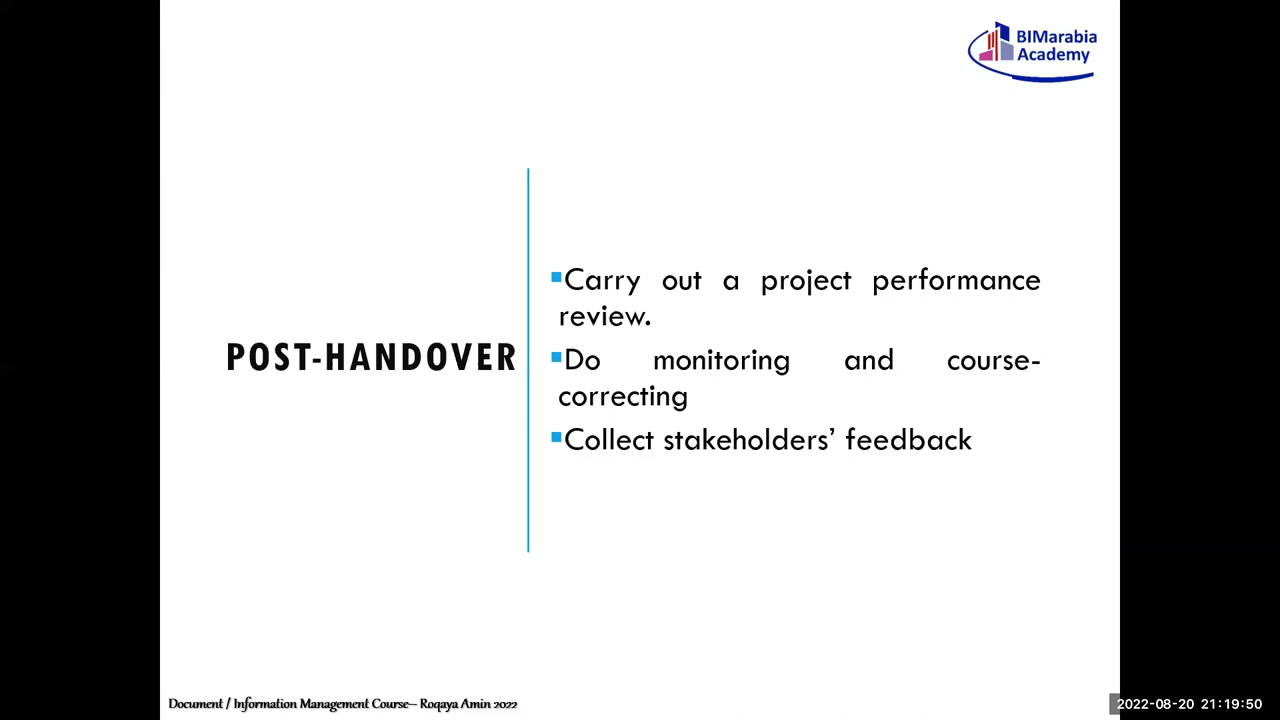 BIMarabia
Academy
POST-HANDOVER
Carry out a project performance
review.
Do monitoring and course-
correcting
Collect stakeholders’ feedback
Document / Information Management Course– Roqaya Amin 2022
2022-08-20 21:19:50